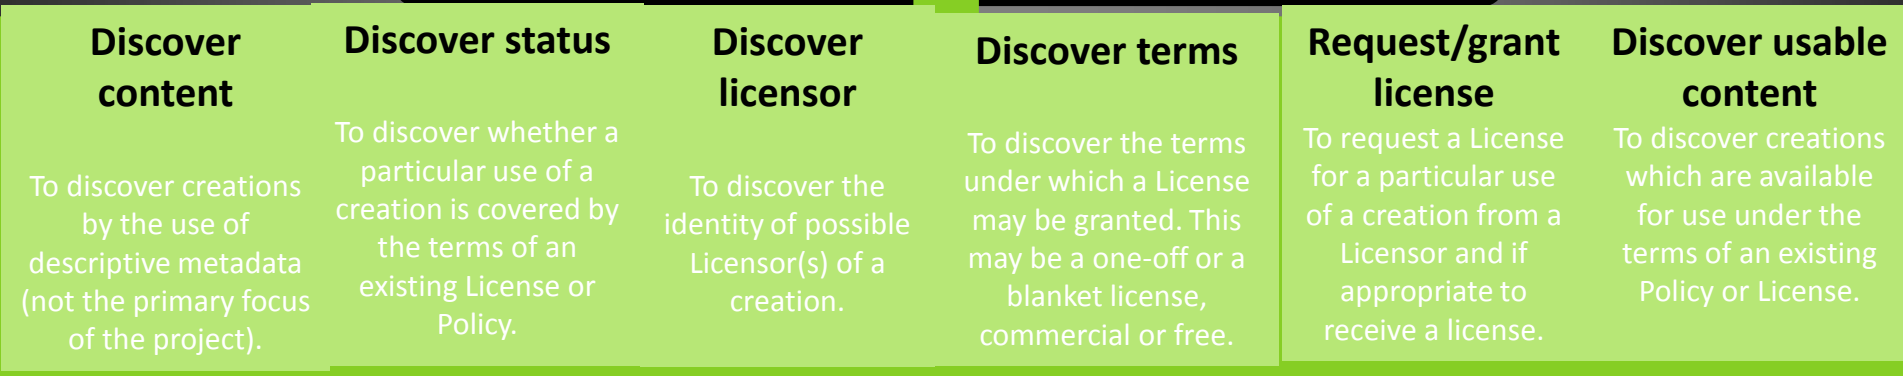 Discover
content
To discover creations
by the use of
descriptive metadata
(not the primary focus
of the project).
Discover status
To discover whether a
particular use of a
creation is covered by
the terms of an
existing License or
Policy.
Discover
licensor
To discover the
identity of possible
Licensor(s) of a
creation.
Discover terms
To discover the terms
under which a License
may be granted. This
may be a one-off or a
blanket license,
commercial or free.
Request/grant
license
To request a License
for a particular use
of a creation from a
Licensor and if
appropriate to
receive a license.
Discover usable
content
To discover creations
which are available
for use under the
terms of an existing
Policy or License.